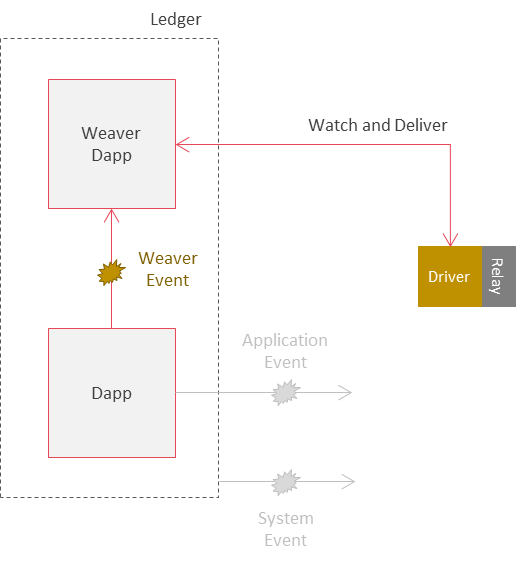 Ledger
Weaver
Dapp
Watch and Deliver
Weaver
Event
Driver
Relay
Application
Event
Dapp
System
Event